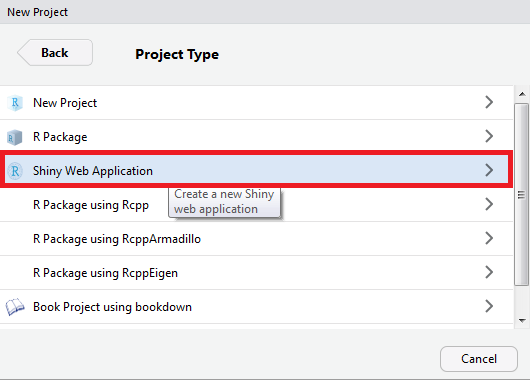 New Project
Back
Project Type
R New Project
R R Package
R Shiny Web Application
Create a new Shiny
web application
R Package using Rcpp
R Package using RcppArmadillo
R Package using RcppEigen
Book Project using bookdown
Cancel